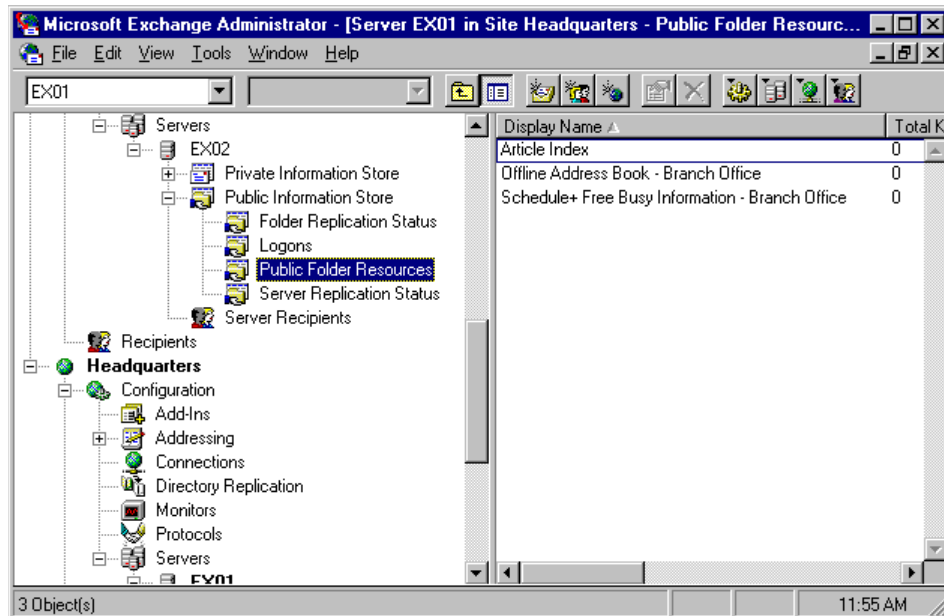 Microsoft Exchange Administrator - [Server EX01 in Site Headquarters - Public Folder Resourc...
File Edit View Tools Window Help
EX01
Servers
EX02
Private Information Store
Public Information Store
Folder Replication Status
Logons
Public Folder Resources
Server Replication Status
Server Recipients
Recipients
Headquarters
Configuration
Add-Ins
Addressing
Connections
Directory Replication
Monitors
Protocols
Servers
EX01
Display Name Total K
Article Index 0
Offline Address Book - Branch Office 0
Schedule+ Free Busy Information - Branch Office 0
3 Object(s) 11:55 AM